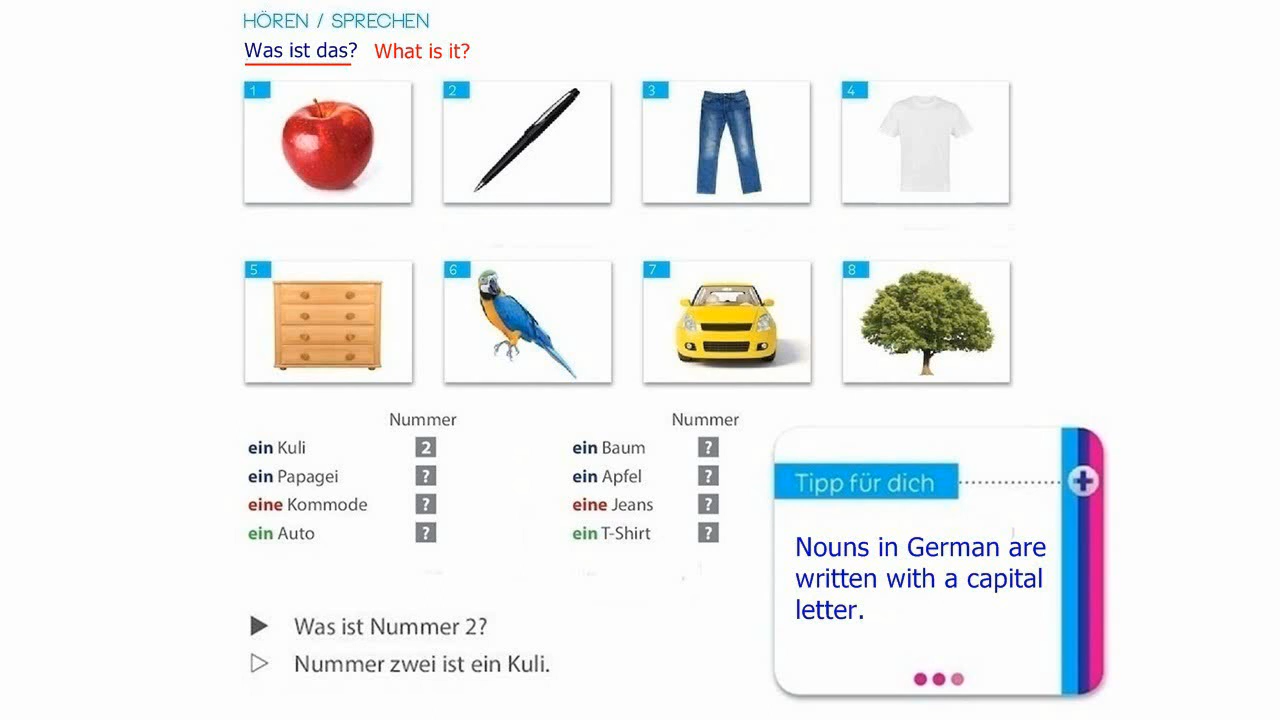 HÖREN / SPRECHEN
Was ist das? What is it?
1
2
3
4
5
6
7
8
Nummer
ein Kuli 2
ein Papagei ?
eine Kommode ?
ein Auto ?
Nummer
ein Baum ?
ein Apfel ?
eine Jeans ?
ein T-Shirt ?
Was ist Nummer 2?
Nummer zwei ist ein Kuli.
Tipp für dich
Nouns in German are
written with a capital
letter.